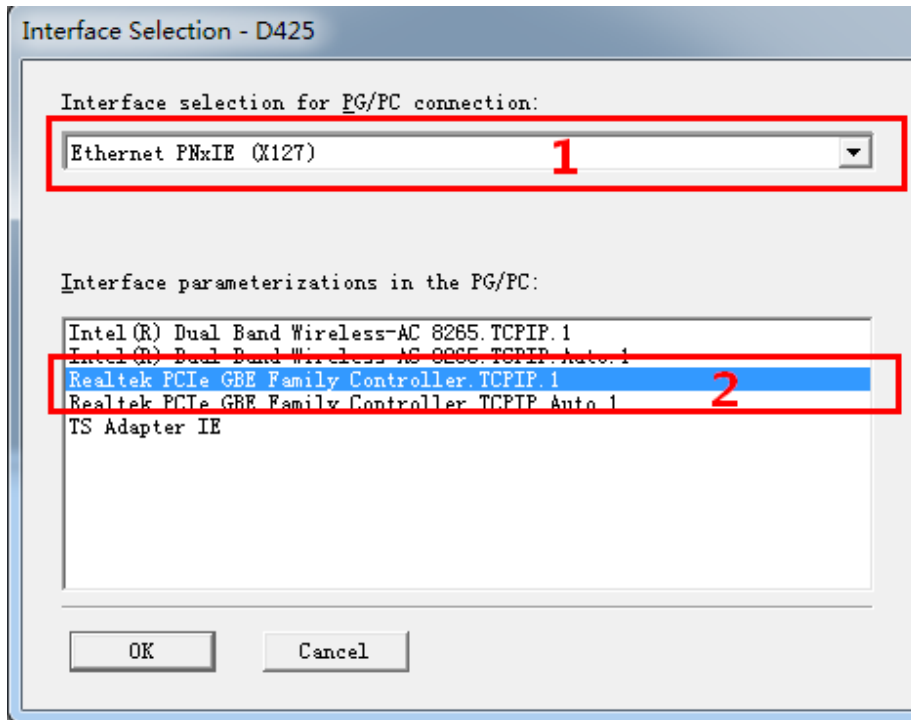 Interface Selection - D425
Interface selection for PG/PC connection:
Ethernet PNxIE (X127)
1
Interface parameterizations in the PG/PC:
Intel(R) Dual Band Wireless-AC 8265.TCPIP.1
Intel(R) Dual Band Wireless-AC 8265.TCPIP.Auto.1
Realtek PCIe GBE Family Controller.TCPIP.1
2
Realtek PCIe GBE Family Controller.TCPIP.Auto.1
TS Adapter IE
OK
Cancel